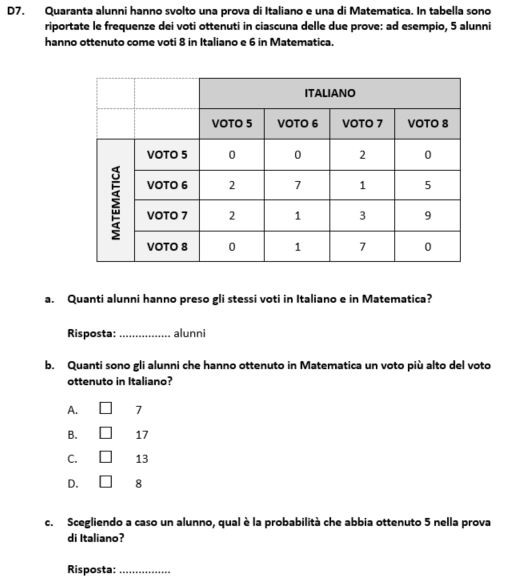 D7. Quaranta alunni hanno svolto una prova di Italiano e una di Matematica. In tabella sono
riportate le frequenze dei voti ottenuti in ciascuna delle due prove: ad esempio, 5 alunni
hanno ottenuto come voti 8 in Italiano e 6 in Matematica.
ITALIANO
VOTO 5 VOTO 6 VOTO 7 VOTO 8
MATEMATICA
VOTO 5 0 0 2 0
VOTO 6 2 7 1 5
VOTO 7 2 1 3 9
VOTO 8 0 1 7 0
a. Quanti alunni hanno preso gli stessi voti in Italiano e in Matematica?
Risposta: ................ alunni
b. Quanti sono gli alunni che hanno ottenuto in Matematica un voto più alto del voto
ottenuto in Italiano?
A. □ 7
B. □ 17
C. □ 13
D. □ 8
c. Scegliendo a caso un alunno, qual è la probabilità che abbia ottenuto 5 nella prova
di Italiano?
Risposta: ................